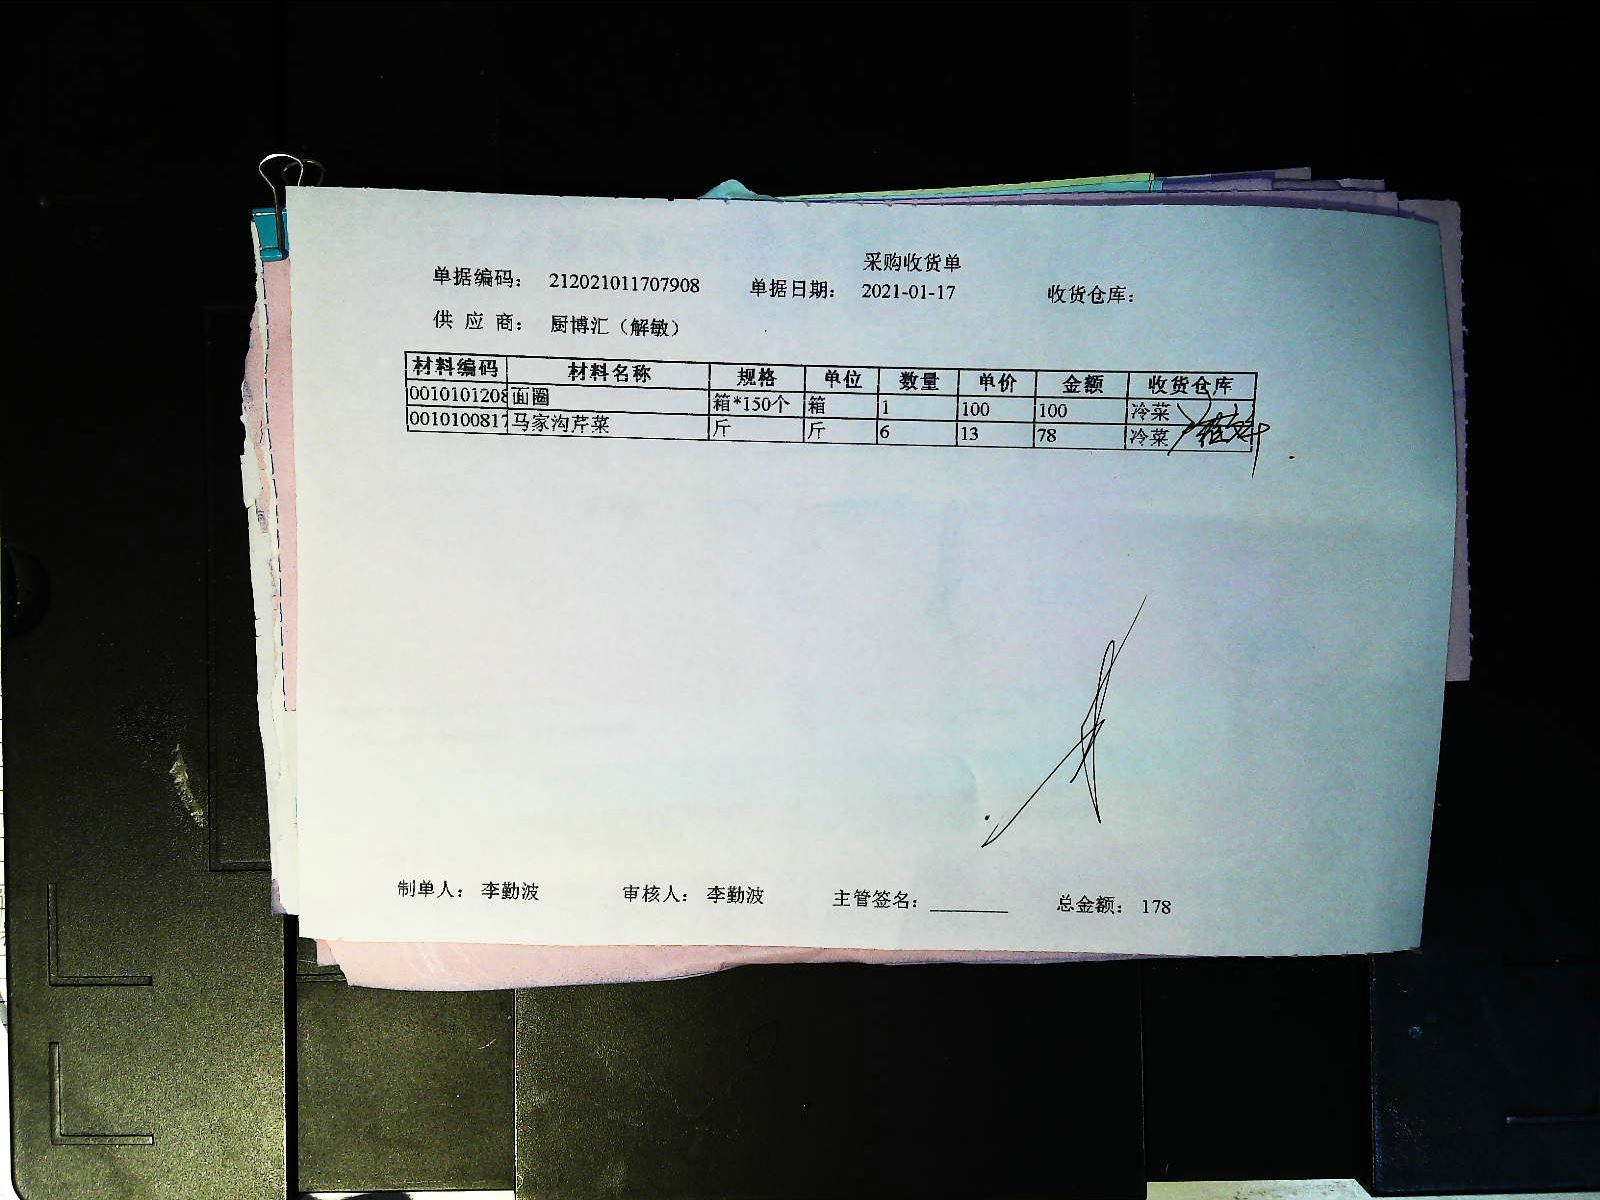 采购收货单
单据编码： 212021011707908 单据日期： 2021-01-17 收货仓库：
供 应 商： 厨博汇（解敏）
材料编码 材料名称 规格 单位 数量 单价 金额 收货仓库
0010101208 面圈 箱*150个 箱 1 100 100 冷菜
0010100817 马家沟芹菜 斤 斤 6 13 78 冷菜
制单人： 李勤波 审核人： 李勤波 主管签名： 总金额： 178